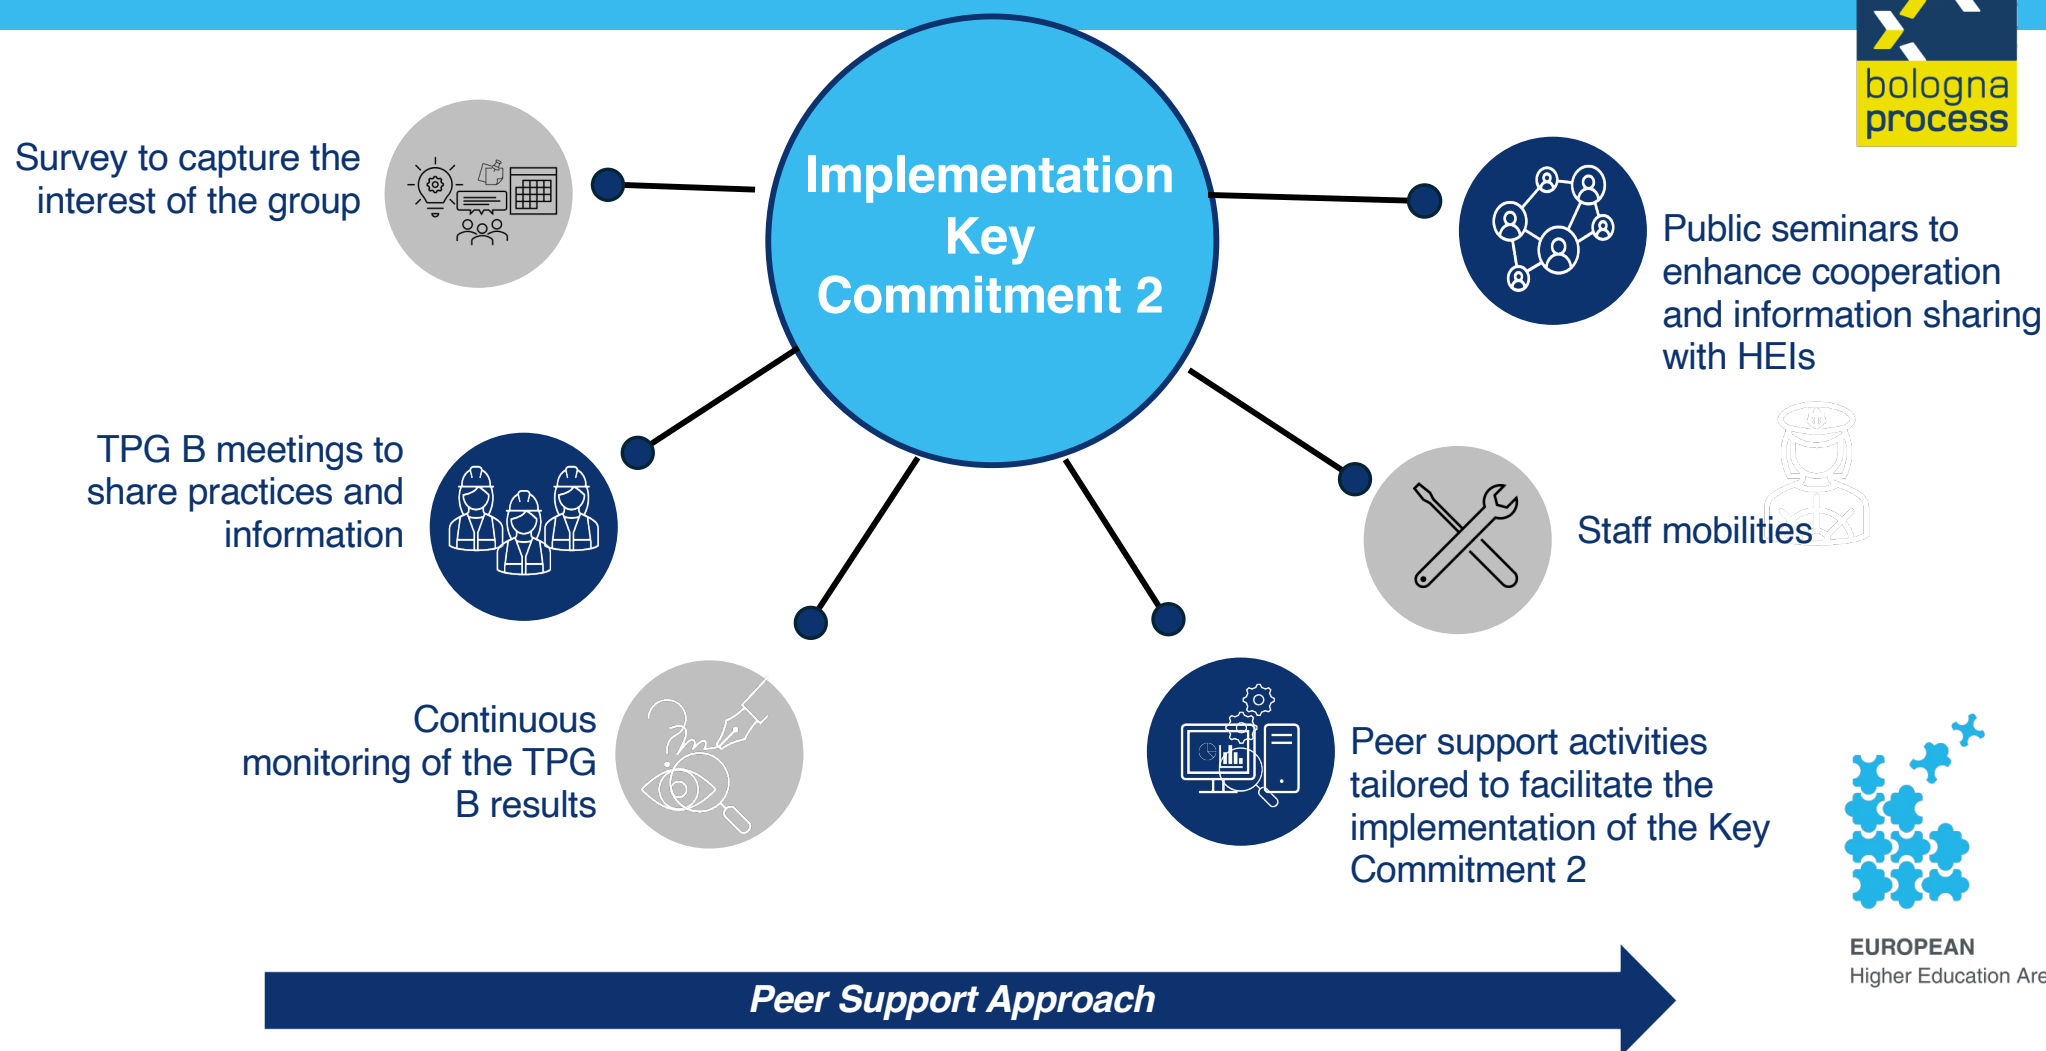 bologna
process
Implementation
Key
Commitment 2
Survey to capture the
interest of the group
TPG B meetings to
share practices and
information
Continuous
monitoring of the TPG
B results
Public seminars to
enhance cooperation
and information sharing
with HEIs
Staff mobilities
Peer support activities
tailored to facilitate the
implementation of the Key
Commitment 2
EUROPEAN
Higher Education Are
Peer Support Approach